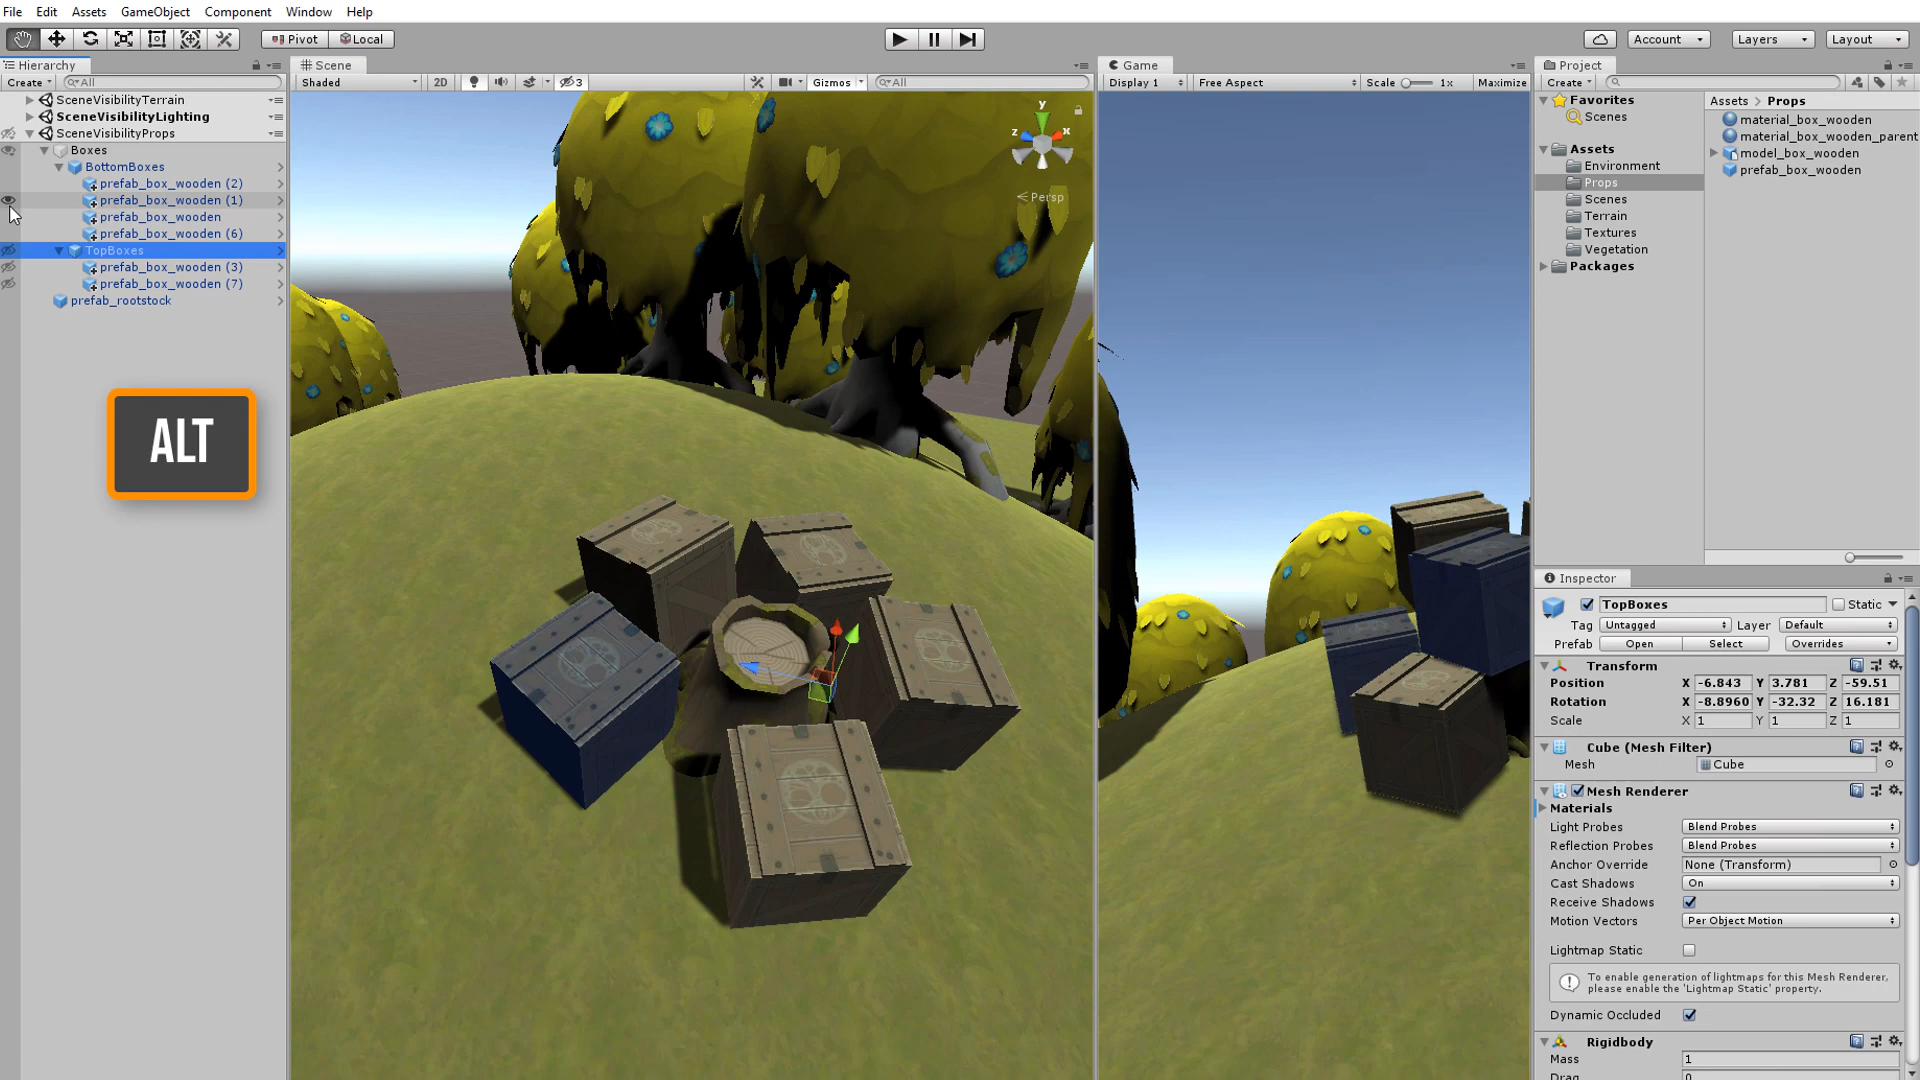 File Edit Assets GameObject Component Window Help
Pivot Local Account Layers Layout
Hierarchy
Create All
SceneVisibilityTerrain
SceneVisibilityLighting
SceneVisibilityProps
Boxes
BottomBoxes
prefab_box_wooden (2)
prefab_box_wooden (1)
prefab_box_wooden
prefab_box_wooden (6)
TopBoxes
prefab_box_wooden (3)
prefab_box_wooden (7)
prefab_rootstock
ALT
Scene
Shaded 2D 3 Gizmos All
y
z x
Persp
Game
Display 1 Free Aspect Scale 1x Maximize
Project
Create
Favorites
Scenes
Assets
Environment
Props
Scenes
Terrain
Textures
Vegetation
Packages
Assets > Props
material_box_wooden
material_box_wooden_parent
model_box_wooden
prefab_box_wooden
Inspector
TopBoxes Static
Tag Untagged Layer Default
Prefab Open Select Overrides
Transform
Position X -6.843 Y 3.781 Z -59.51
Rotation X -8.8960 Y -32.32 Z 16.181
Scale X 1 Y 1 Z 1
Cube (Mesh Filter)
Mesh Cube
Mesh Renderer
Materials
Light Probes Blend Probes
Reflection Probes Blend Probes
Anchor Override None (Transform)
Cast Shadows On
Receive Shadows
Motion Vectors Per Object Motion
Lightmap Static
To enable generation of lightmaps for this Mesh Renderer,
please enable the 'Lightmap Static' property.
Dynamic Occluded
Rigidbody
Mass 1
Drag 0